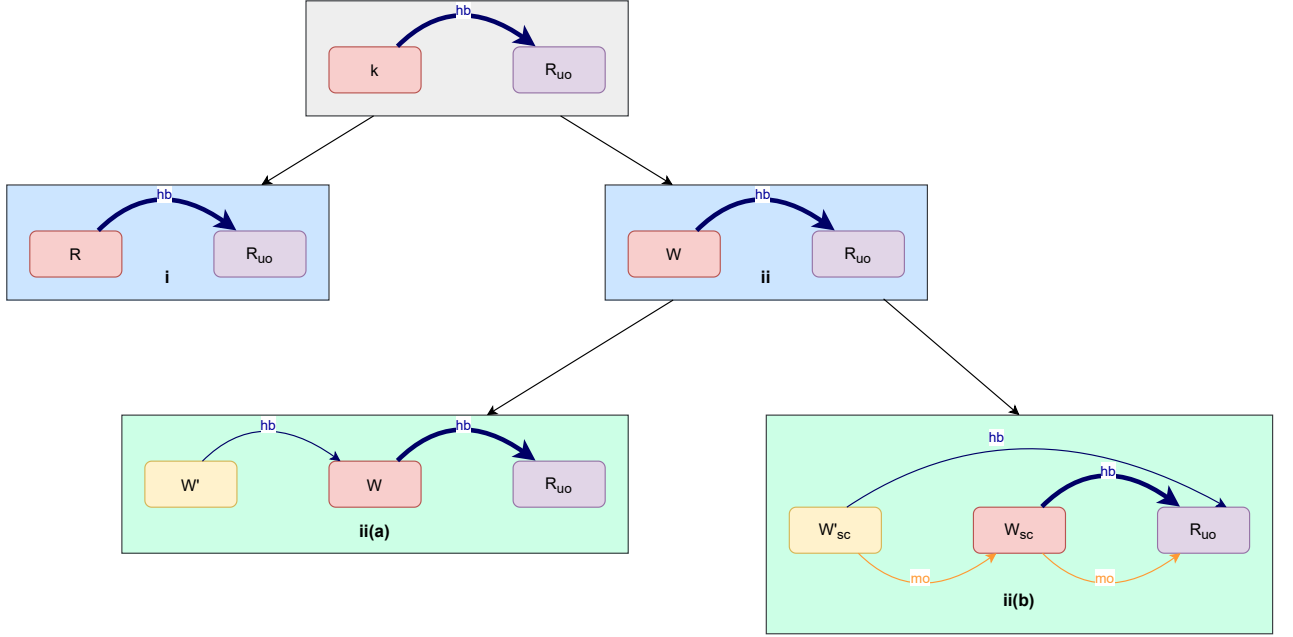 hb
k
R_uo
hb
R
R_uo
i
hb
W
R_uo
ii
hb
hb
W'
W
R_uo
ii(a)
hb
hb
W'_sc
W_sc
R_uo
mo
mo
ii(b)